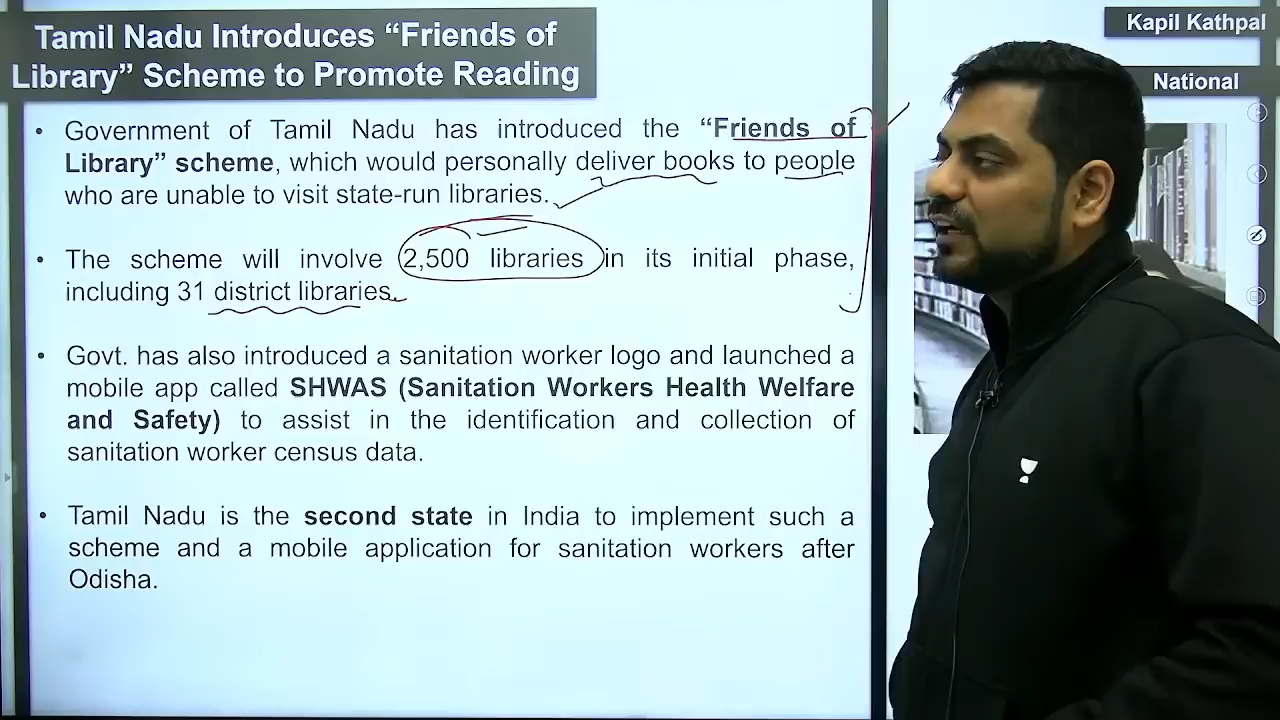 Tamil Nadu Introduces “Friends of
Library” Scheme to Promote Reading
Kapil Kathpal
National
• Government of Tamil Nadu has introduced the “Friends of
Library” scheme, which would personally deliver books to people
who are unable to visit state-run libraries.
• The scheme will involve 2,500 libraries in its initial phase,
including 31 district libraries.
• Govt. has also introduced a sanitation worker logo and launched a
mobile app called SHWAS (Sanitation Workers Health Welfare
and Safety) to assist in the identification and collection of
sanitation worker census data.
• Tamil Nadu is the second state in India to implement such a
scheme and a mobile application for sanitation workers after
Odisha.